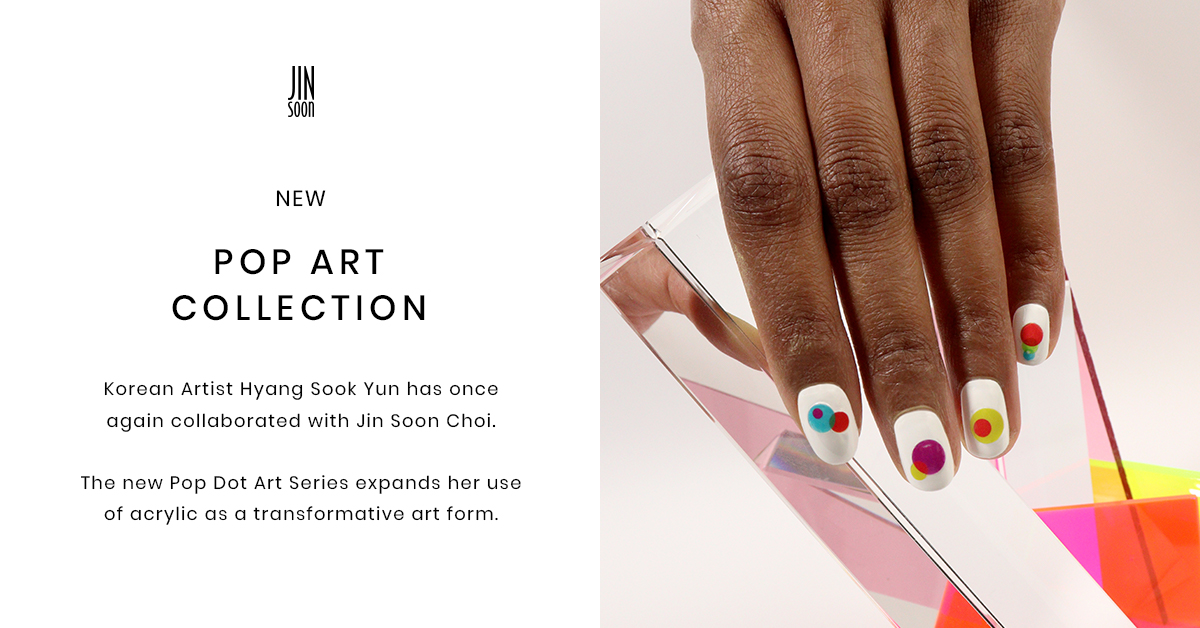 JIN
soon
NEW
POP ART
COLLECTION
Korean Artist Hyang Sook Yun has once
again collaborated with Jin Soon Choi.
The new Pop Dot Art Series expands her use
of acrylic as a transformative art form.